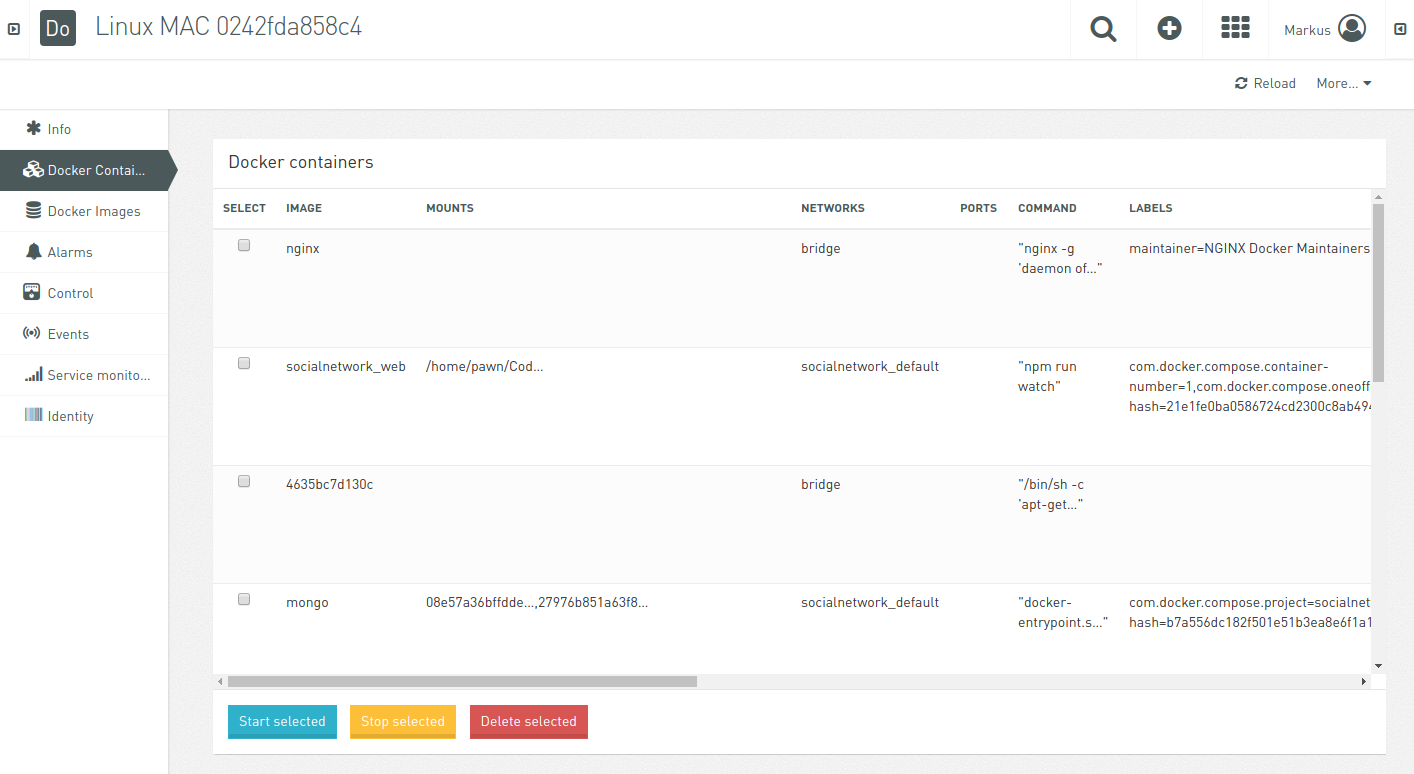 Do Linux MAC 0242fda858c4
Markus
Reload More...
Info
Docker Contai...
Docker Images
Alarms
Control
Events
Service monito...
Identity
Docker containers
SELECT IMAGE MOUNTS NETWORKS PORTS COMMAND LABELS
nginx bridge "nginx -g maintainer=NGINX Docker Maintainers
'daemon of..."
socialnetwork_web /home/pawn/Cod... socialnetwork_default "npm run com.docker.compose.container-
watch" number=1,com.docker.compose.oneoff
hash=21e1fe0ba0586724cd2300c8ab494
4635bc7d130c bridge "/bin/sh -c
'apt-get..."
mongo 08e57a36bffdde...,27976b851a63f8... socialnetwork_default "docker- com.docker.compose.project=socialnet
entrypoint.s..." hash=b7a556dc182f501e51b3ea8e6f1a1
Start selected Stop selected Delete selected